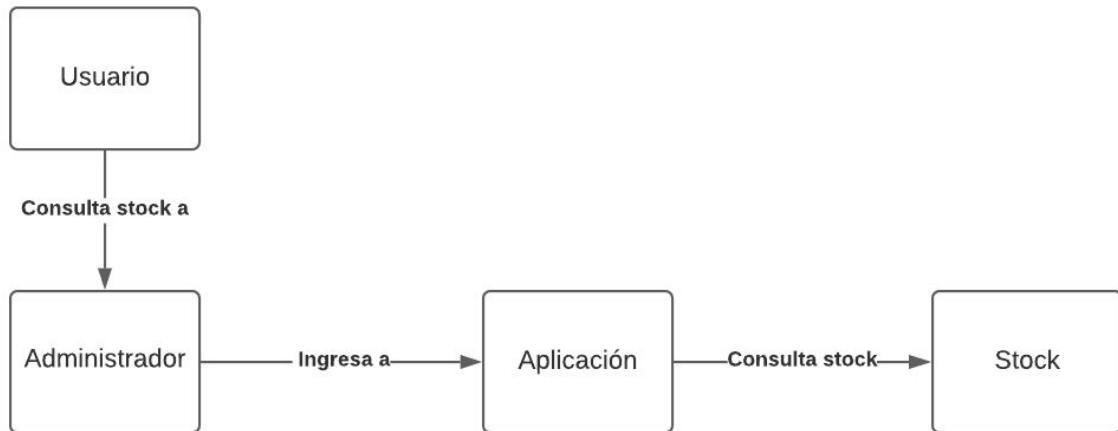 Usuario
Consulta stock a
Administrador
Ingresa a
Aplicación
Consulta stock
Stock